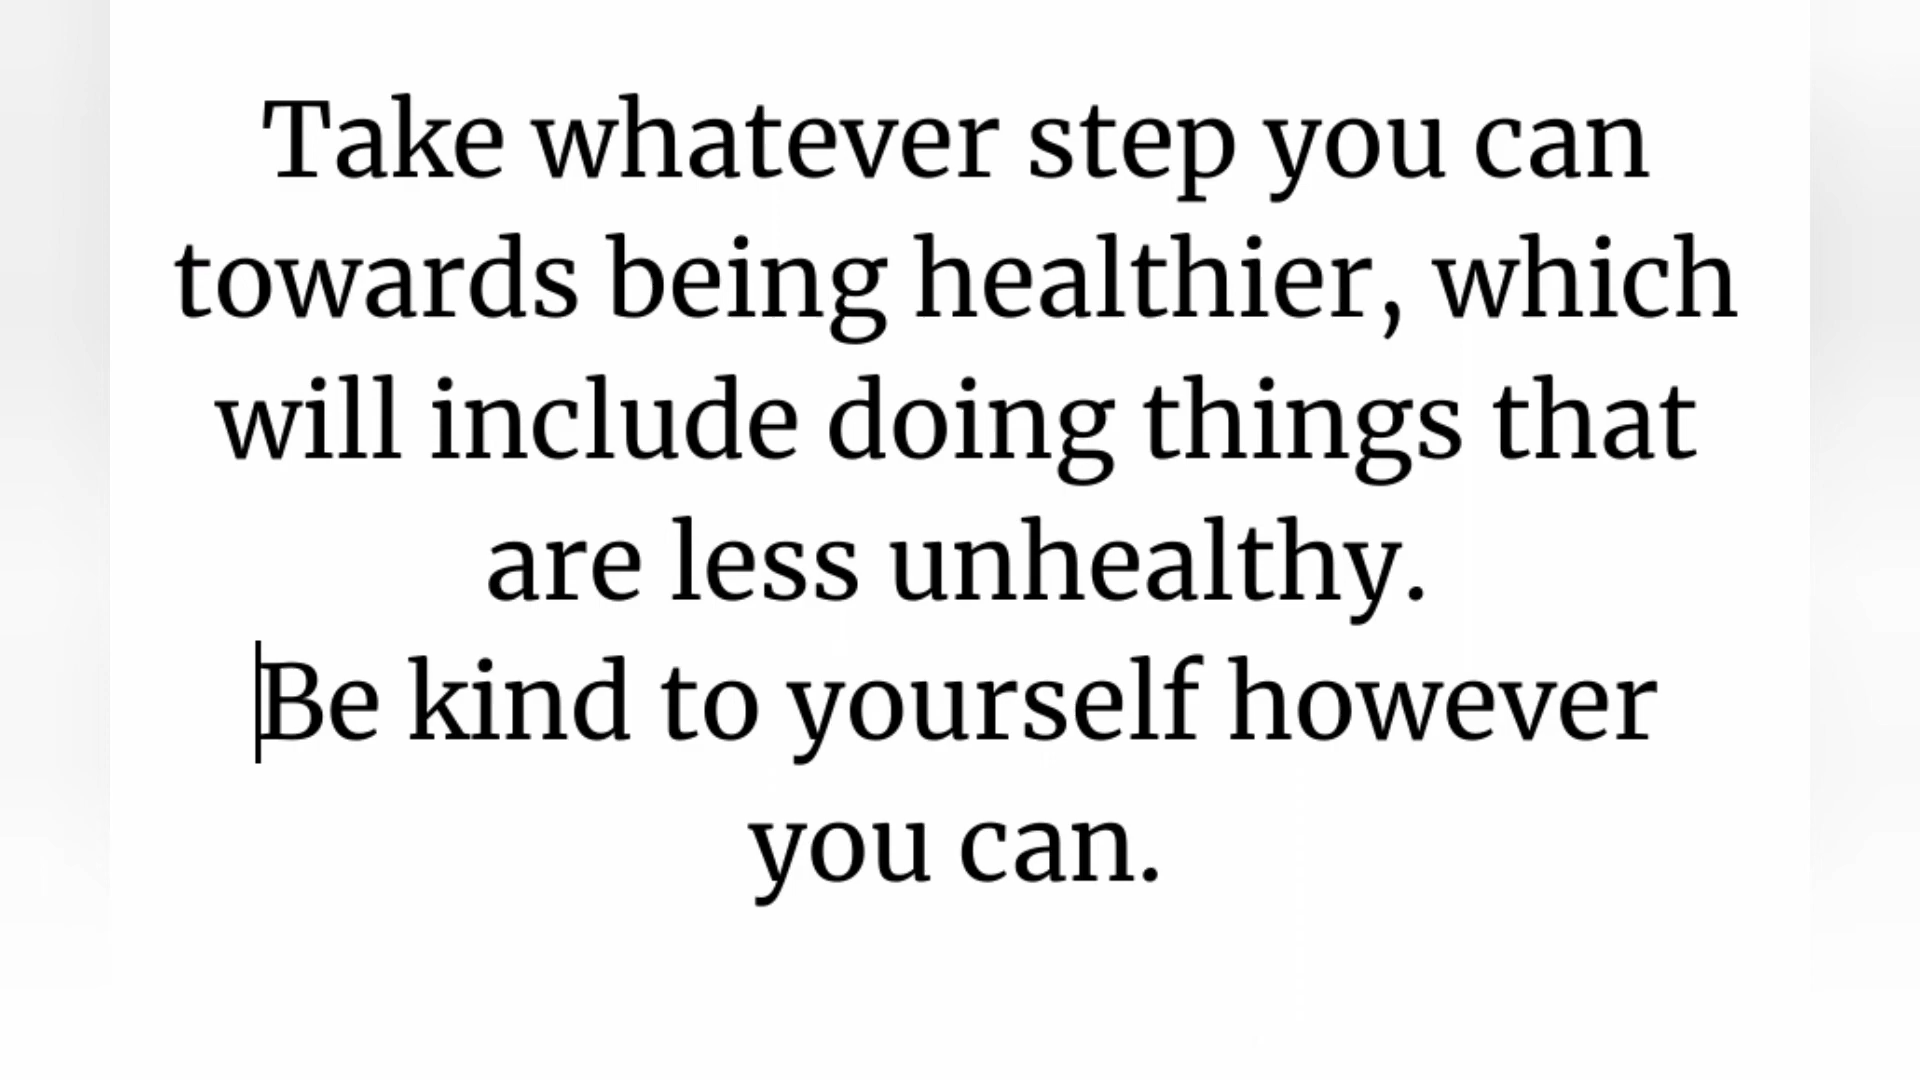 Take whatever step you can
towards being healthier, which
will include doing things that
are less unhealthy.
Be kind to yourself however
you can.